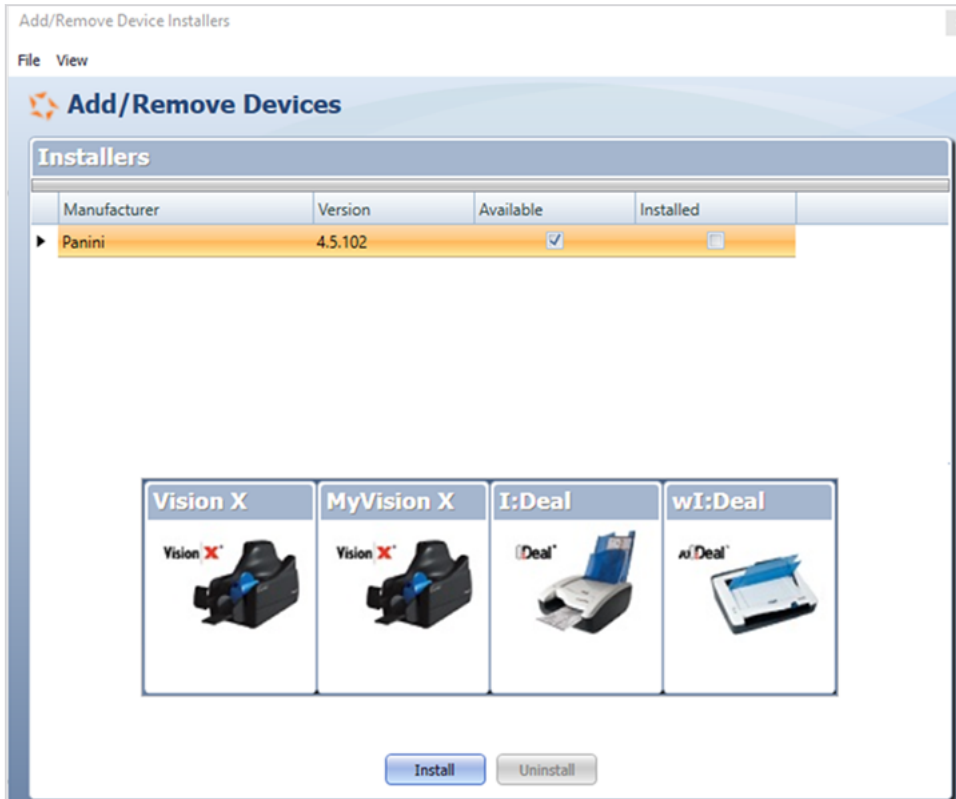 Add/Remove Device Installers
File View
Add/Remove Devices
Installers
Manufacturer Version Available Installed
Panini 4.5.102
Vision X MyVision X I:Deal wI:Deal
Vision X Vision X I:Deal wI:Deal
Install Uninstall